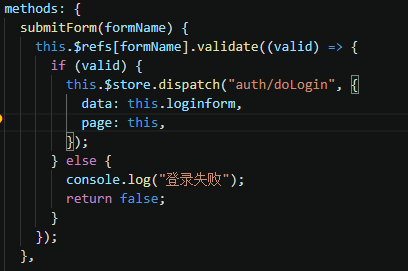 methods: {
submitForm(formName) {
this.$refs[formName].validate((valid) => {
if (valid) {
this.$store.dispatch("auth/doLogin", {
data: this.loginform,
page: this,
});
} else {
console.log("登录失败");
return false;
}
});
},